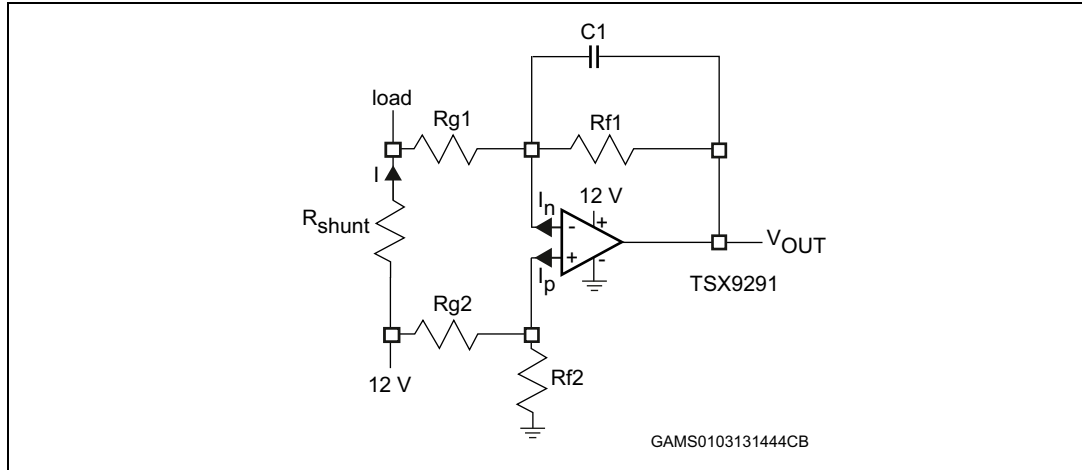 C1
load
Rg1
Rf1
I
In
12 V
+
-
Rshunt
VOUT
+
-
Ip
TSX9291
Rg2
12 V
Rf2
GAMS0103131444CB